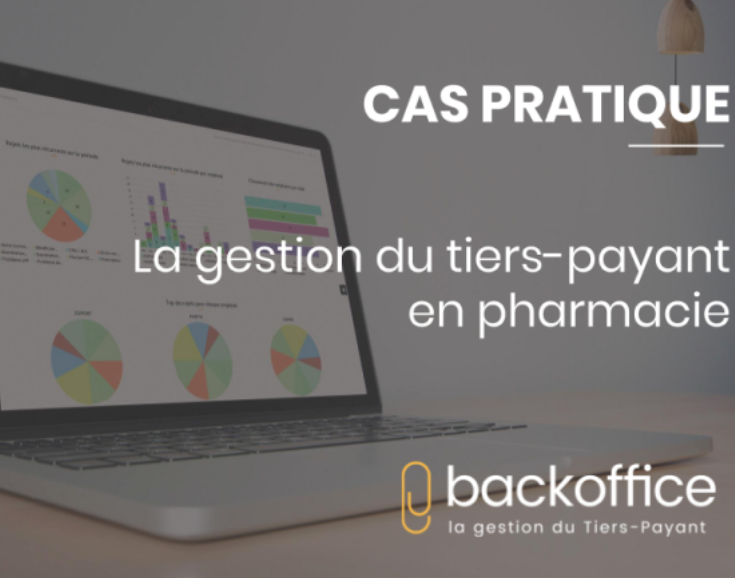 CAS PRATIQUE
La gestion du tiers-payant
en pharmacie
backoffice
la gestion du Tiers-Payant